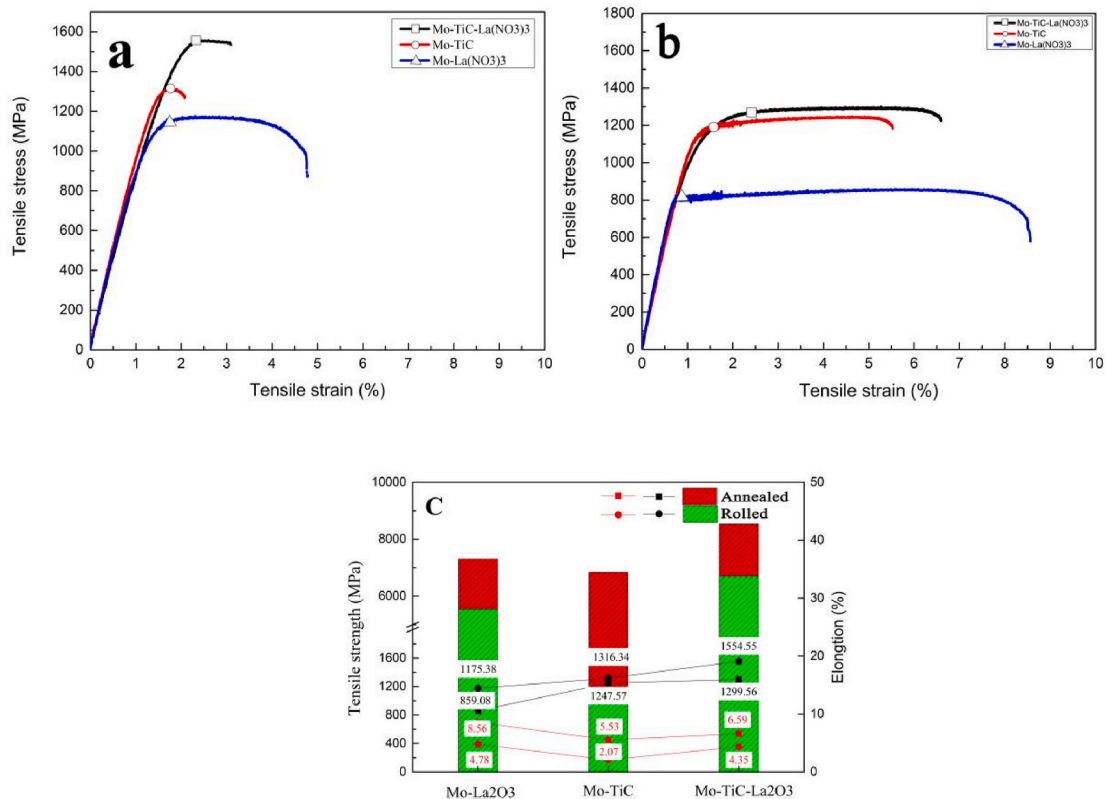 a
Mo-TiC-La(NO3)3
Mo-TiC
Mo-La(NO3)3
1600
1400
1200
1000
800
600
400
200
0
Tensile stress (MPa)
0 1 2 3 4 5 6 7 8 9 10
Tensile strain (%)
b
Mo-TiC-La(NO3)3
Mo-TiC
Mo-La(NO3)3
1800
1600
1400
1200
1000
800
600
400
200
0
Tensile stress (MPa)
0 1 2 3 4 5 6 7 8 9 10
Tensile strain (%)
C
Annealed
Rolled
10000
8000
6000
1600
1200
800
400
0
Tensile strength (MPa)
50
40
30
20
10
0
Elongtion (%)
1175.38
859.08
8.56
4.78
1316.34
1247.57
5.53
2.07
1554.55
1299.56
6.59
4.35
Mo-La2O3 Mo-TiC Mo-TiC-La2O3